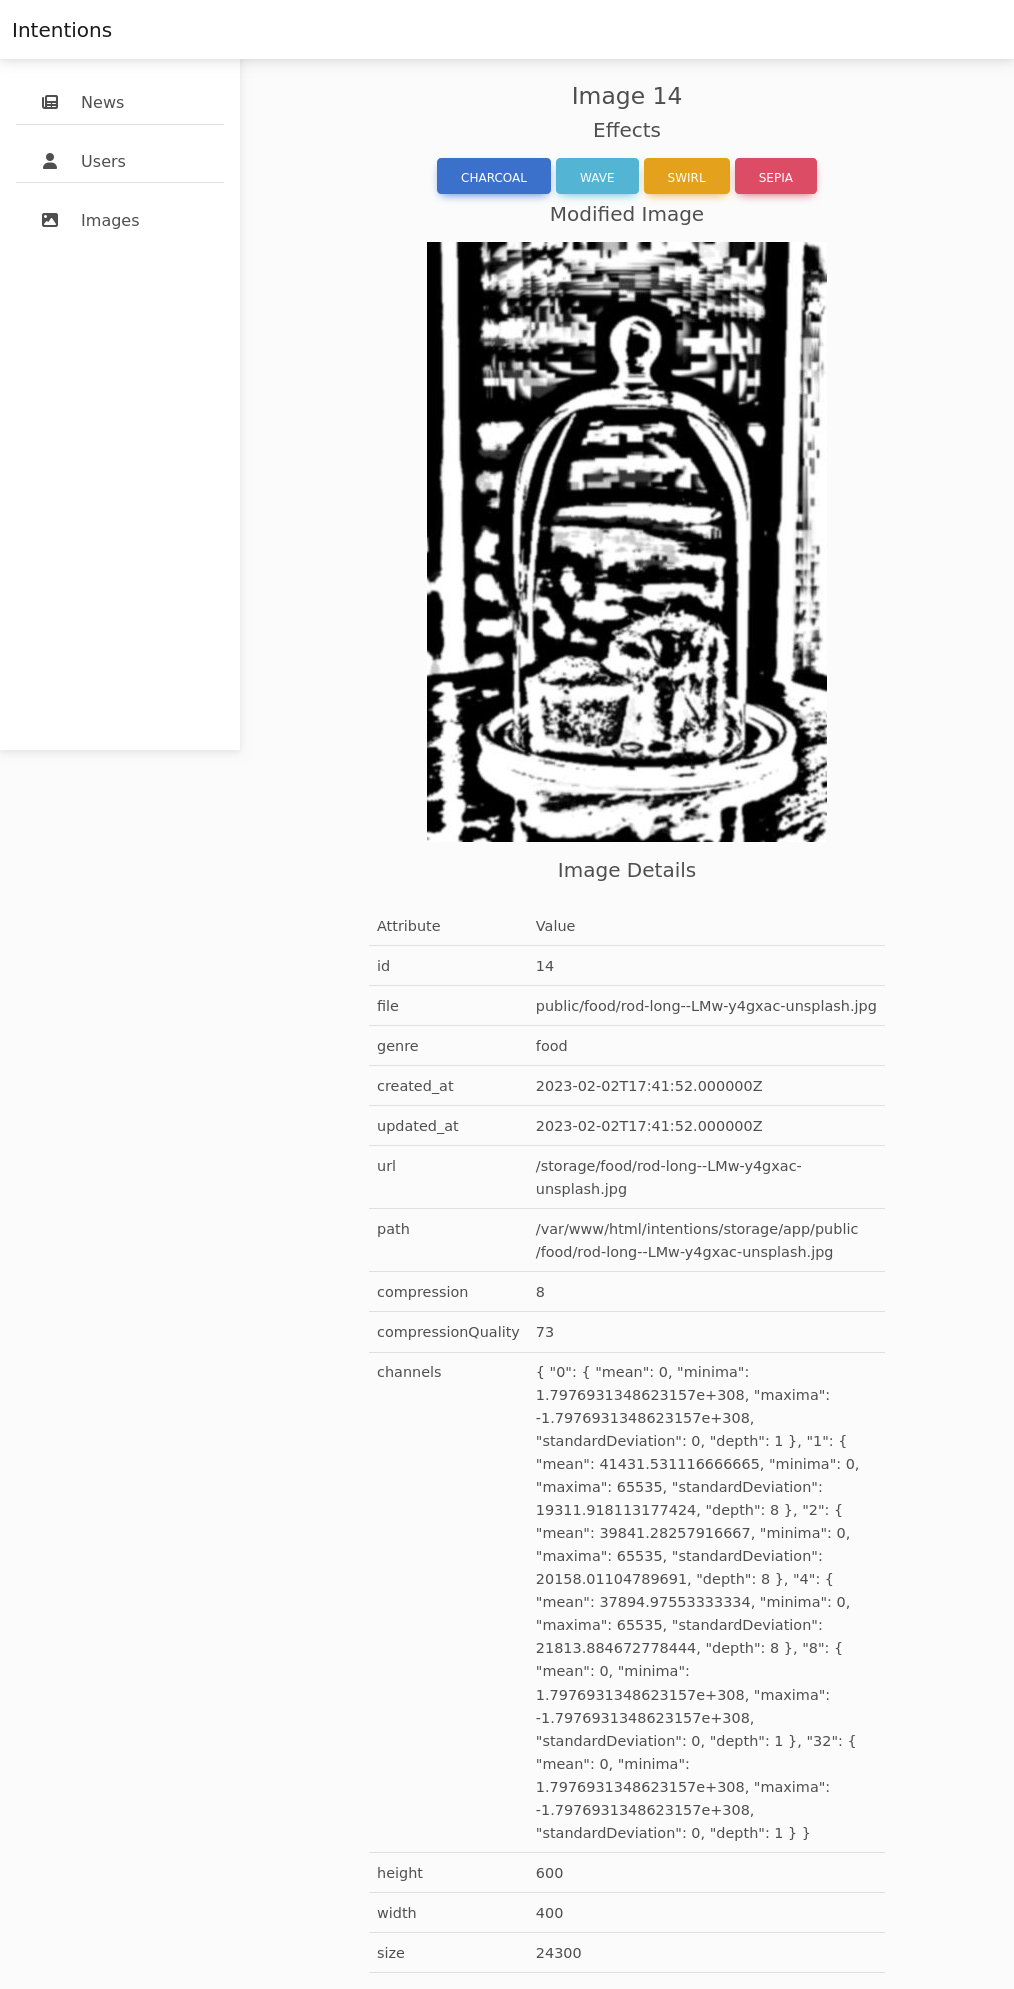 Intentions
News
Users
Images
Image 14
Effects
CHARCOAL WAVE SWIRL SEPIA
Modified Image
Image Details
Attribute Value
id 14
file public/food/rod-long--LMw-y4gxac-unsplash.jpg
genre food
created_at 2023-02-02T17:41:52.000000Z
updated_at 2023-02-02T17:41:52.000000Z
url /storage/food/rod-long--LMw-y4gxac-
unsplash.jpg
path /var/www/html/intentions/storage/app/public
/food/rod-long--LMw-y4gxac-unsplash.jpg
compression 8
compressionQuality 73
channels { "0": { "mean": 0, "minima":
1.7976931348623157e+308, "maxima":
-1.7976931348623157e+308,
"standardDeviation": 0, "depth": 1 }, "1": {
"mean": 41431.531116666665, "minima": 0,
"maxima": 65535, "standardDeviation":
19311.918113177424, "depth": 8 }, "2": {
"mean": 39841.28257916667, "minima": 0,
"maxima": 65535, "standardDeviation":
20158.01104789691, "depth": 8 }, "4": {
"mean": 37894.97553333334, "minima": 0,
"maxima": 65535, "standardDeviation":
21813.884672778444, "depth": 8 }, "8": {
"mean": 0, "minima":
1.7976931348623157e+308, "maxima":
-1.7976931348623157e+308,
"standardDeviation": 0, "depth": 1 }, "32": {
"mean": 0, "minima":
1.7976931348623157e+308, "maxima":
-1.7976931348623157e+308,
"standardDeviation": 0, "depth": 1 } }
height 600
width 400
size 24300